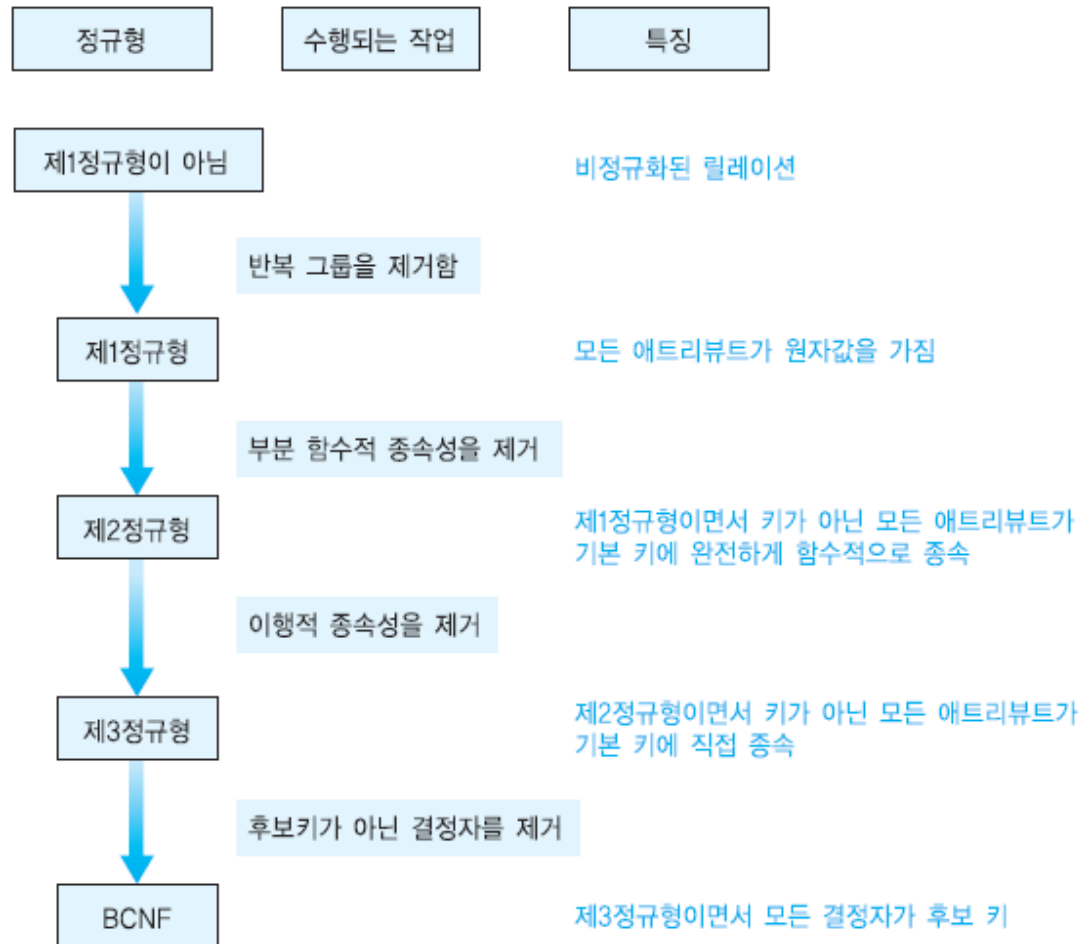 정규형
수행되는 작업
특징
제1정규형이 아님
비정규화된 릴레이션
반복 그룹을 제거함
제1정규형
모든 애트리뷰트가 원자값을 가짐
부분 함수적 종속성을 제거
제2정규형
제1정규형이면서 키가 아닌 모든 애트리뷰트가
기본 키에 완전하게 함수적으로 종속
이행적 종속성을 제거
제3정규형
제2정규형이면서 키가 아닌 모든 애트리뷰트가
기본 키에 직접 종속
후보키가 아닌 결정자를 제거
BCNF
제3정규형이면서 모든 결정자가 후보 키